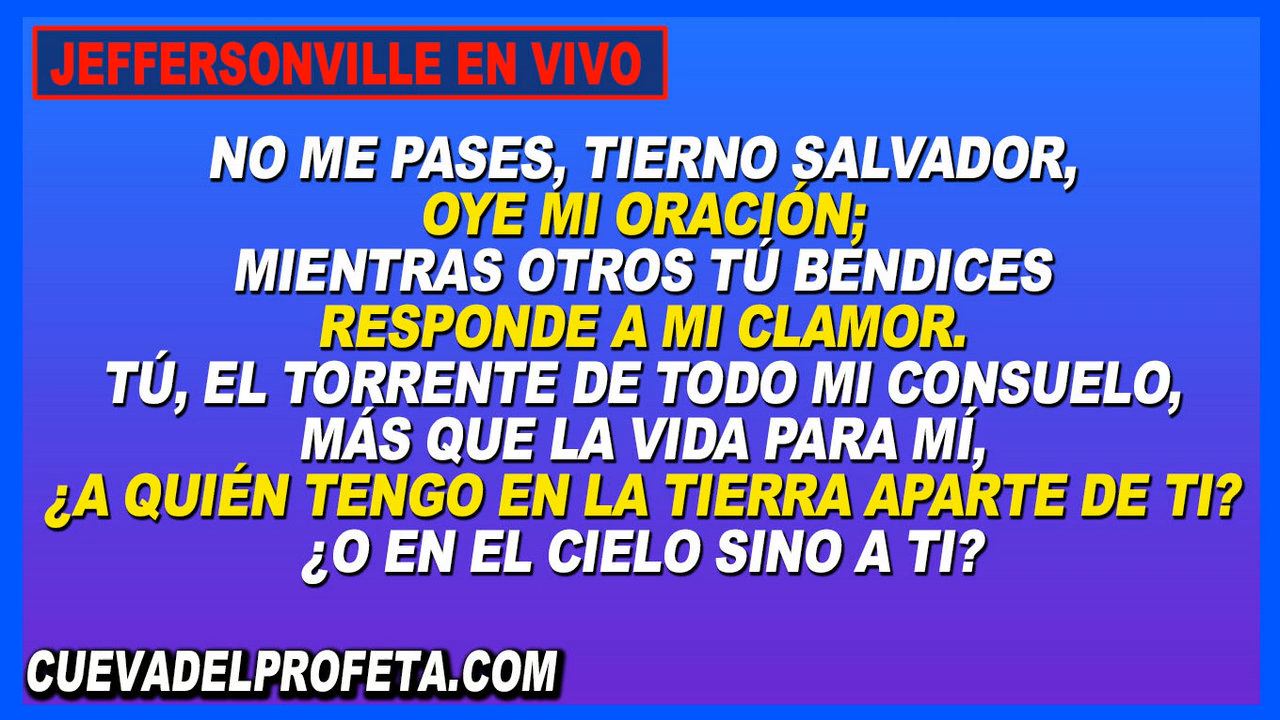 JEFFERSONVILLE EN VIVO
NO ME PASES, TIERNO SALVADOR,
OYE MI ORACIÓN;
MIENTRAS OTROS TÚ BENDICES
RESPONDE A MI CLAMOR.
TÚ, EL TORRENTE DE TODO MI CONSUELO,
MÁS QUE LA VIDA PARA MÍ,
¿A QUIÉN TENGO EN LA TIERRA APARTE DE TI?
¿O EN EL CIELO SINO A TI?
CUEVADELPROFETA.COM